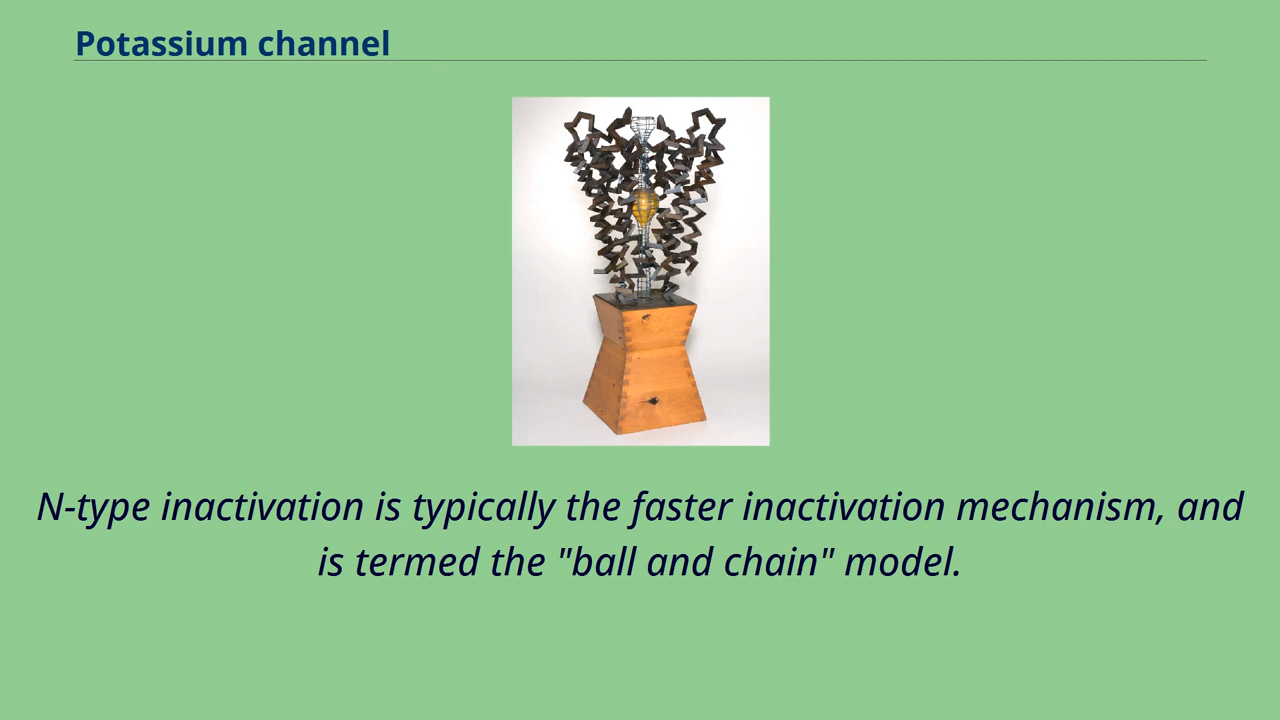 Potassium channel
N-type inactivation is typically the faster inactivation mechanism, and
is termed the "ball and chain" model.